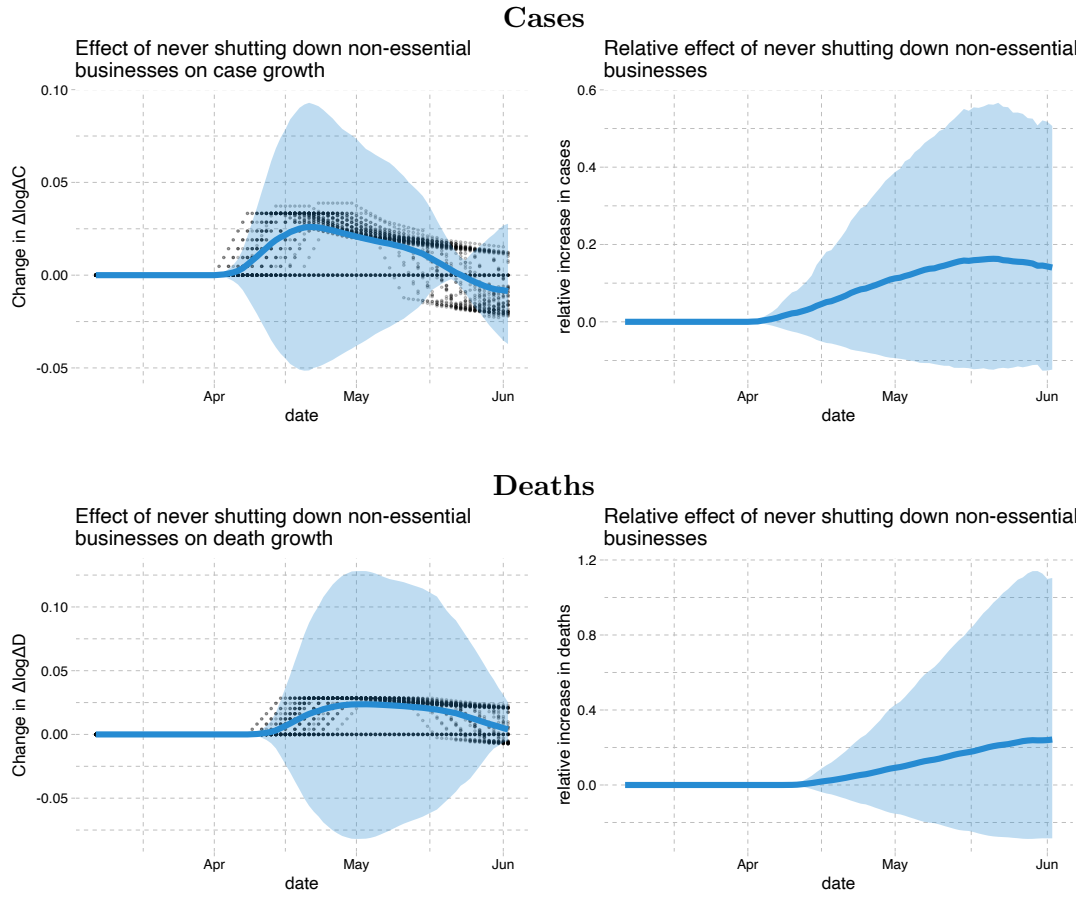 Cases
Effect of never shutting down non-essential
businesses on case growth
0.10
0.05
0.00
-0.05
Change in ΔlogΔC
Apr
May
Jun
date
Relative effect of never shutting down non-essential
businesses
0.6
0.4
0.2
0.0
relative increase in cases
Apr
May
Jun
date
Deaths
Effect of never shutting down non-essential
businesses on death growth
0.10
0.05
0.00
-0.05
Change in ΔlogΔD
Apr
May
Jun
date
Relative effect of never shutting down non-essential
businesses
1.2
0.8
0.4
0.0
relative increase in deaths
Apr
May
Jun
date